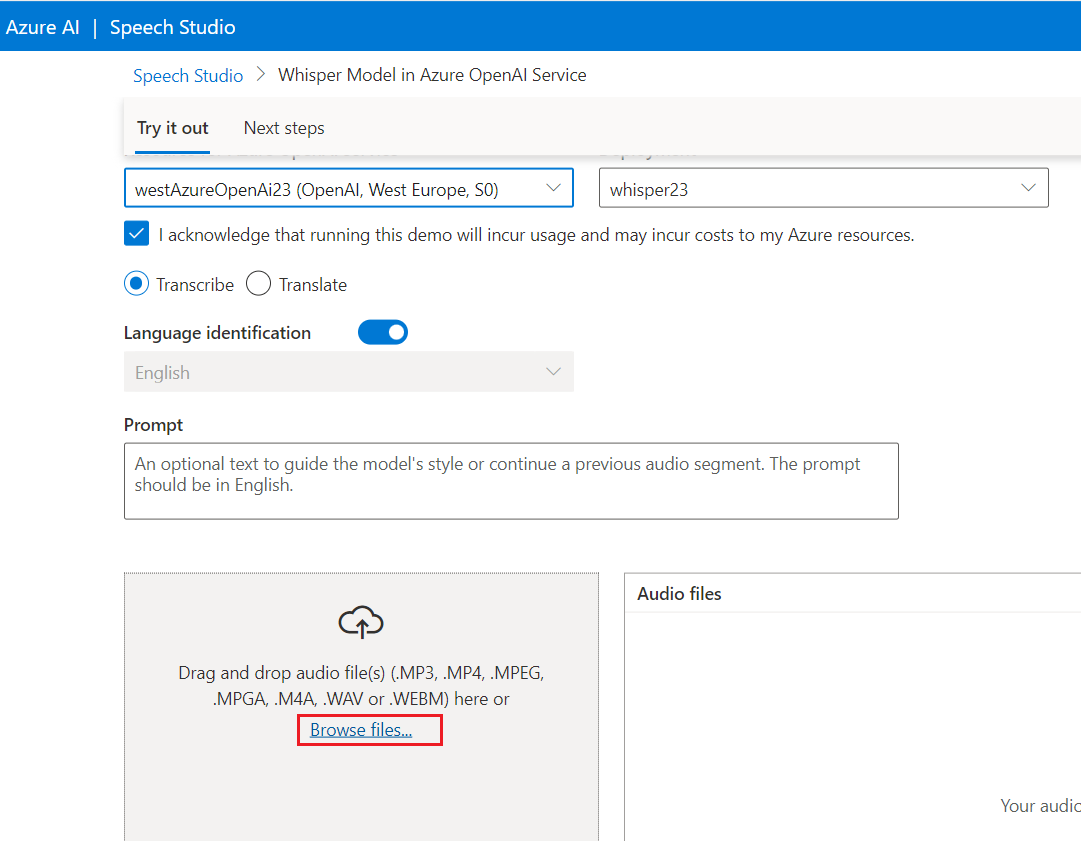 Azure AI | Speech Studio
Speech Studio > Whisper Model in Azure OpenAI Service
Try it out Next steps
westAzureOpenAi23 (OpenAI, West Europe, S0) whisper23
I acknowledge that running this demo will incur usage and may incur costs to my Azure resources.
Transcribe Translate
Language identification
English
Prompt
An optional text to guide the model's style or continue a previous audio segment. The prompt
should be in English.
Audio files
Drag and drop audio file(s) (.MP3, .MP4, .MPEG,
.MPGA, .M4A, .WAV or .WEBM) here or
Browse files...
Your audio